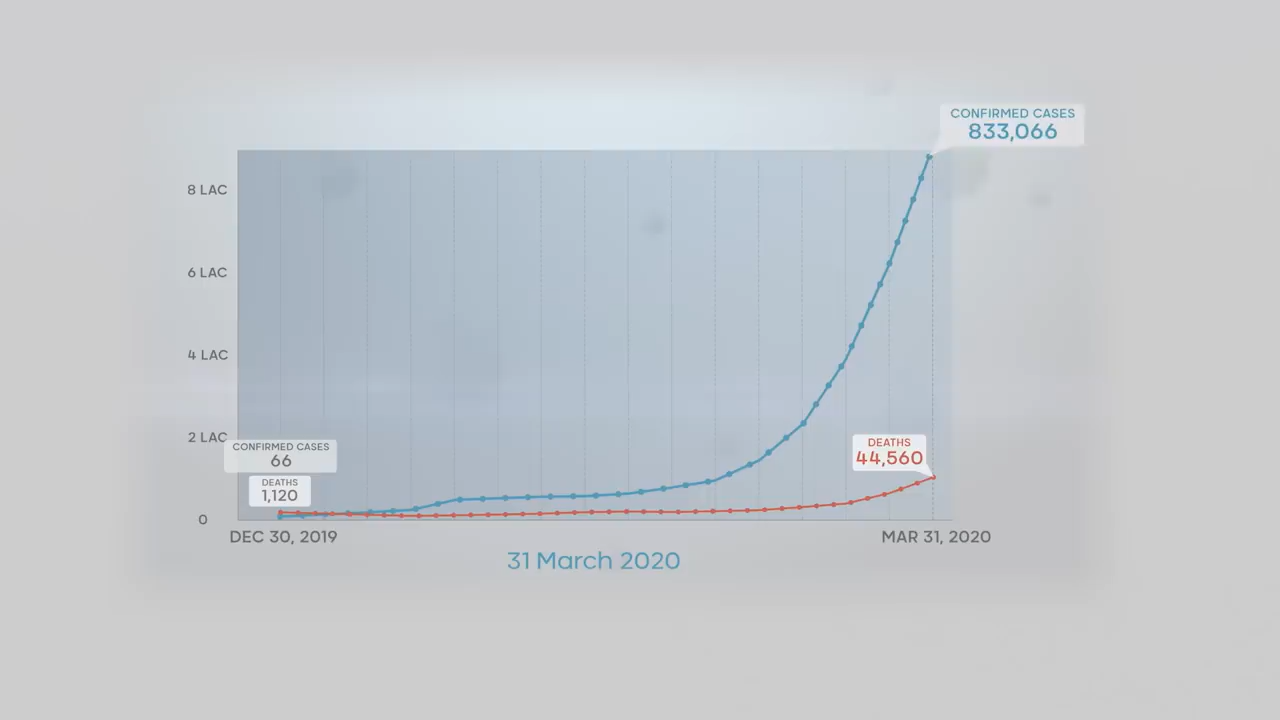 CONFIRMED CASES
833,066
8 LAC
6 LAC
4 LAC
2 LAC
CONFIRMED CASES
66
DEATHS
44,560
DEATHS
1,120
0
DEC 30, 2019
MAR 31, 2020
31 March 2020